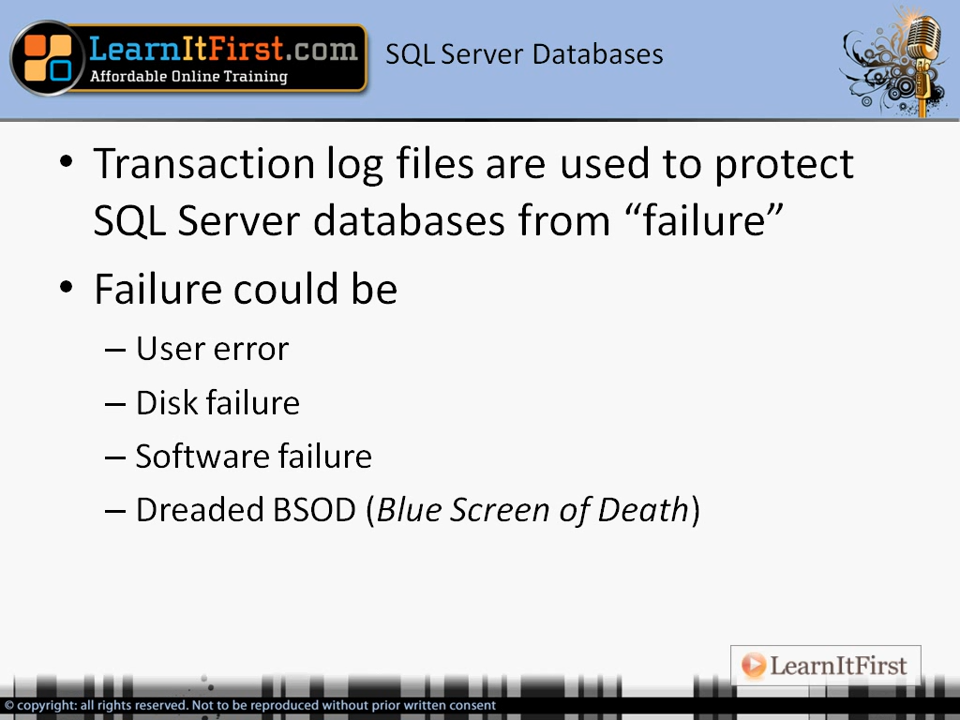 LearnItFirst.com
Affordable Online Training
SQL Server Databases
• Transaction log files are used to protect
SQL Server databases from “failure”
• Failure could be
– User error
– Disk failure
– Software failure
– Dreaded BSOD (Blue Screen of Death)
LearnItFirst
© copyright: all rights reserved. Not to be reproduced without prior written consent